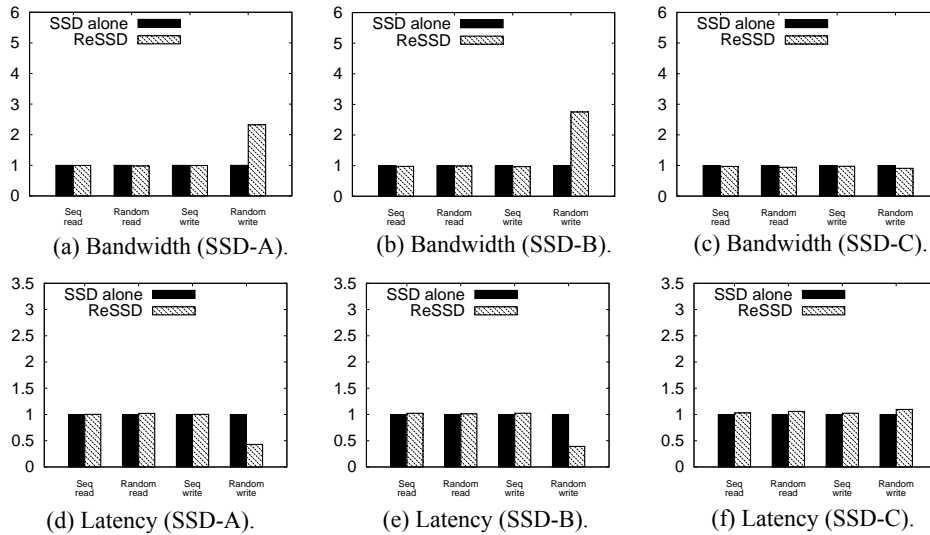 SSD alone
ReSSD
6
5
4
3
2
1
0
Seq read
Random read
Seq write
Random write
(a) Bandwidth (SSD-A).
SSD alone
ReSSD
6
5
4
3
2
1
0
Seq read
Random read
Seq write
Random write
(b) Bandwidth (SSD-B).
SSD alone
ReSSD
6
5
4
3
2
1
0
Seq read
Random read
Seq write
Random write
(c) Bandwidth (SSD-C).
SSD alone
ReSSD
3.5
3
2.5
2
1.5
1
0.5
0
Seq read
Random read
Seq write
Random write
(d) Latency (SSD-A).
SSD alone
ReSSD
3.5
3
2.5
2
1.5
1
0.5
0
Seq read
Random read
Seq write
Random write
(e) Latency (SSD-B).
SSD alone
ReSSD
3.5
3
2.5
2
1.5
1
0.5
0
Seq read
Random read
Seq write
Random write
(f) Latency (SSD-C).